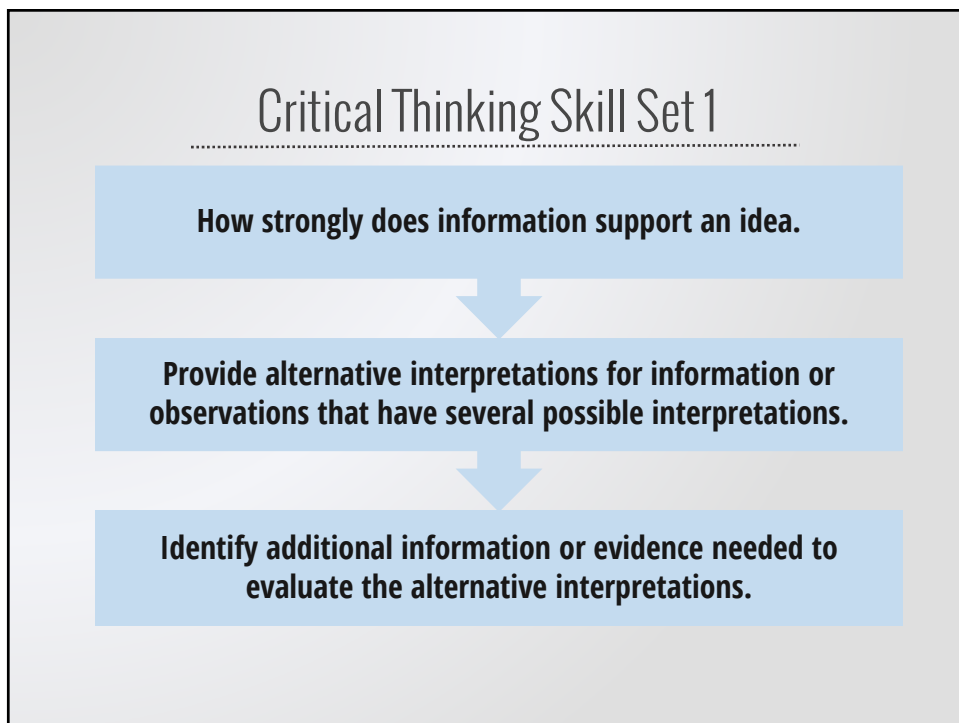 Critical Thinking Skill Set 1
How strongly does information support an idea.
Provide alternative interpretations for information or
observations that have several possible interpretations.
Identify additional information or evidence needed to
evaluate the alternative interpretations.